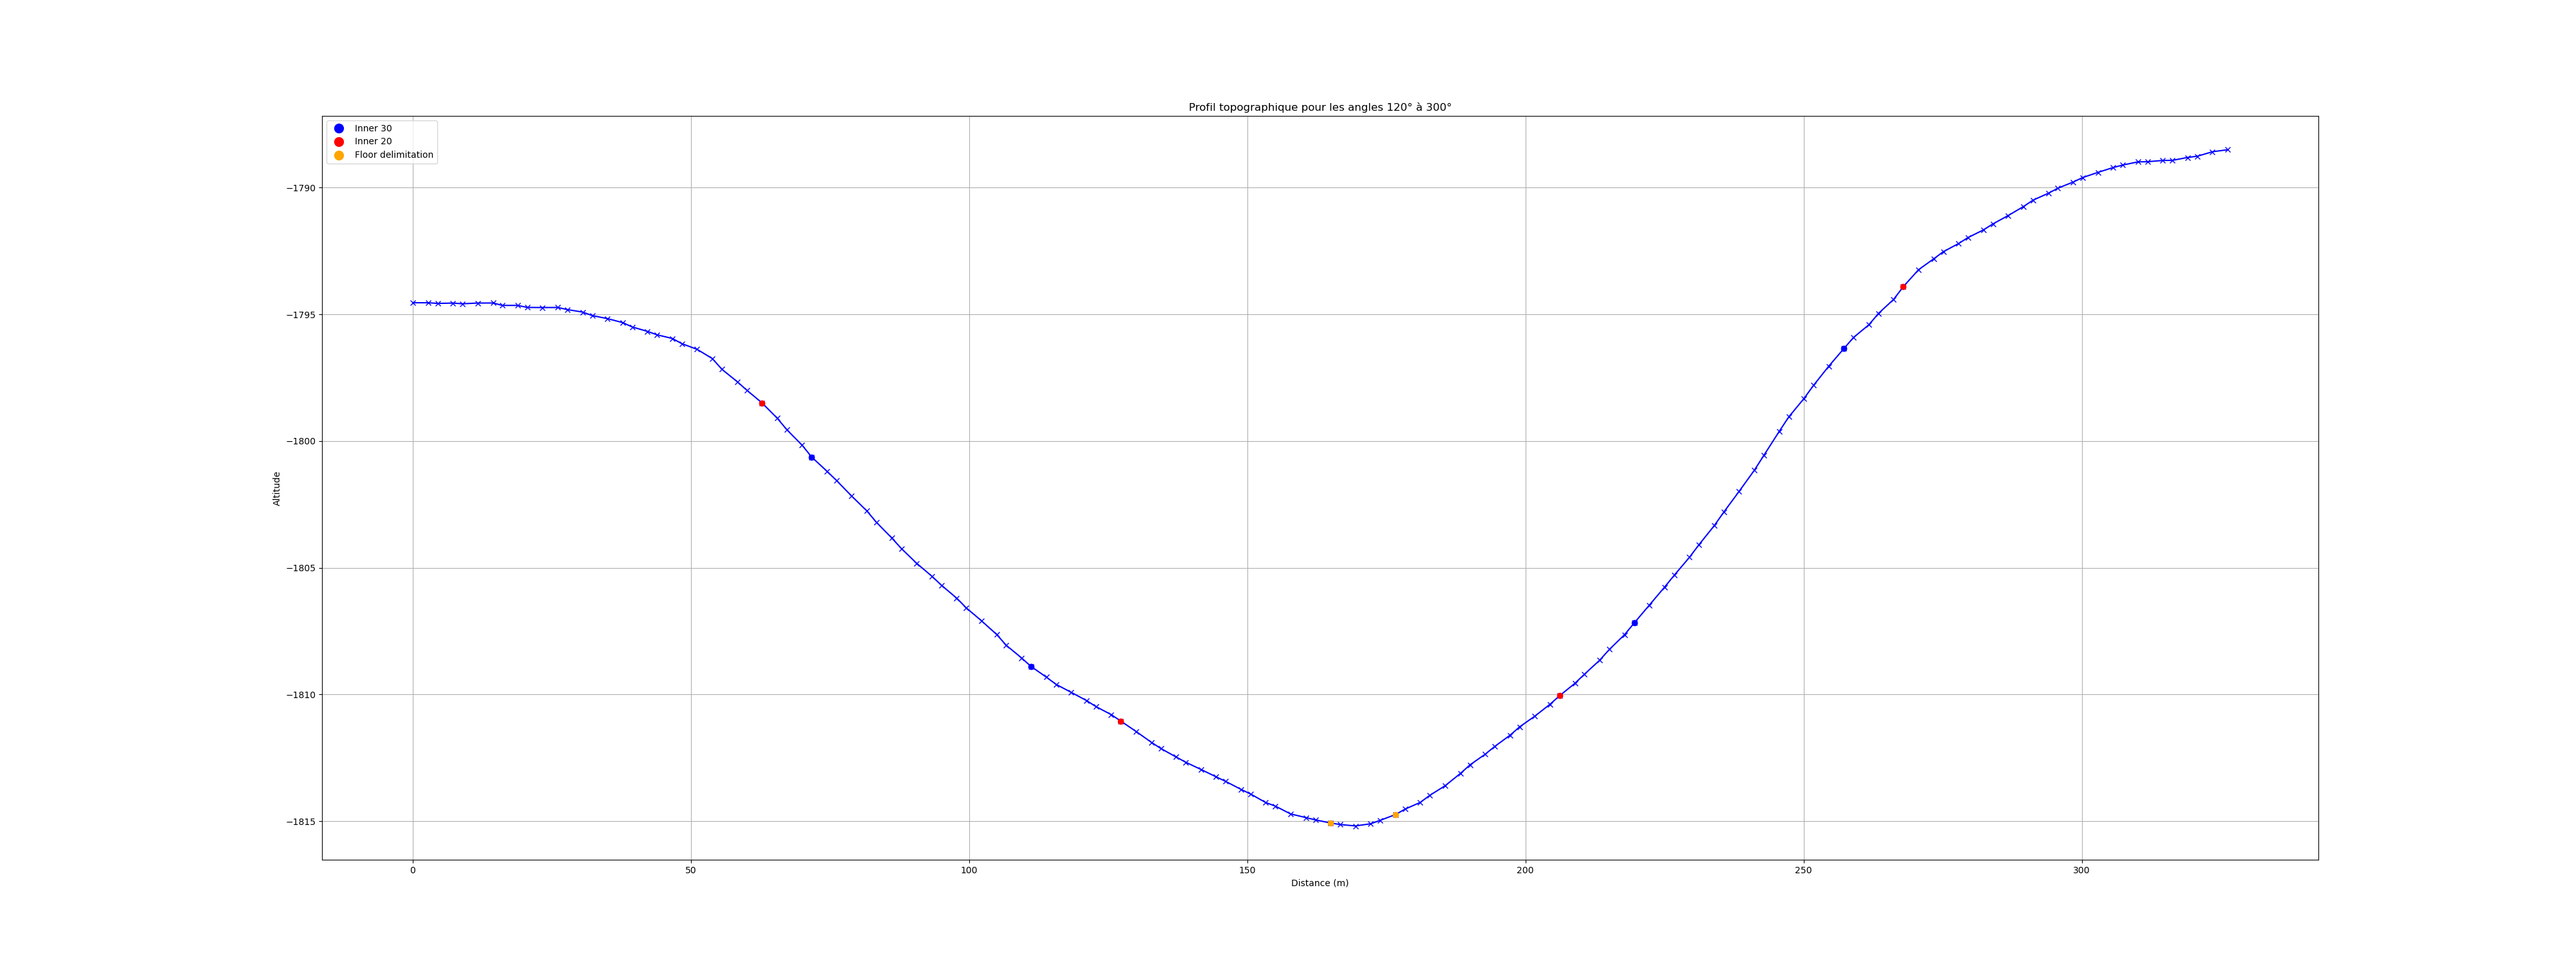 Profil topographique pour les angles 120° à 300°
Inner 30
Inner 20
Floor delimitation
Altitude
−1790
−1795
−1800
−1805
−1810
−1815
0
50
100
150
200
250
300
Distance (m)